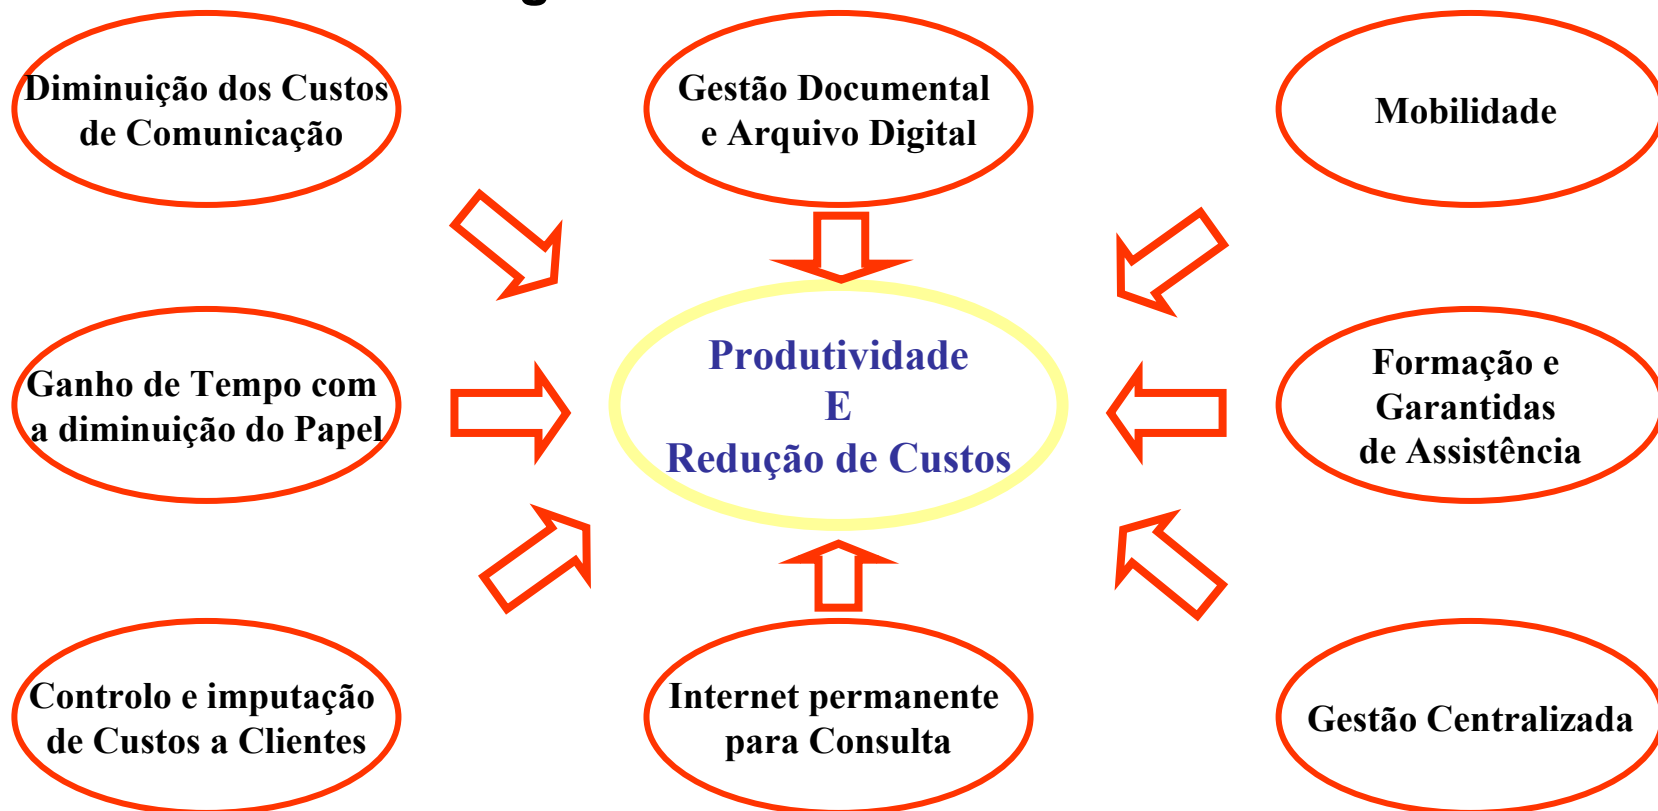 Diminuição dos Custos
de Comunicação
Gestão Documental
e Arquivo Digital
Mobilidade
Ganho de Tempo com
a diminuição do Papel
Produtividade
E
Redução de Custos
Formação e
Garantidas
de Assistência
Controlo e imputação
de Custos a Clientes
Internet permanente
para Consulta
Gestão Centralizada